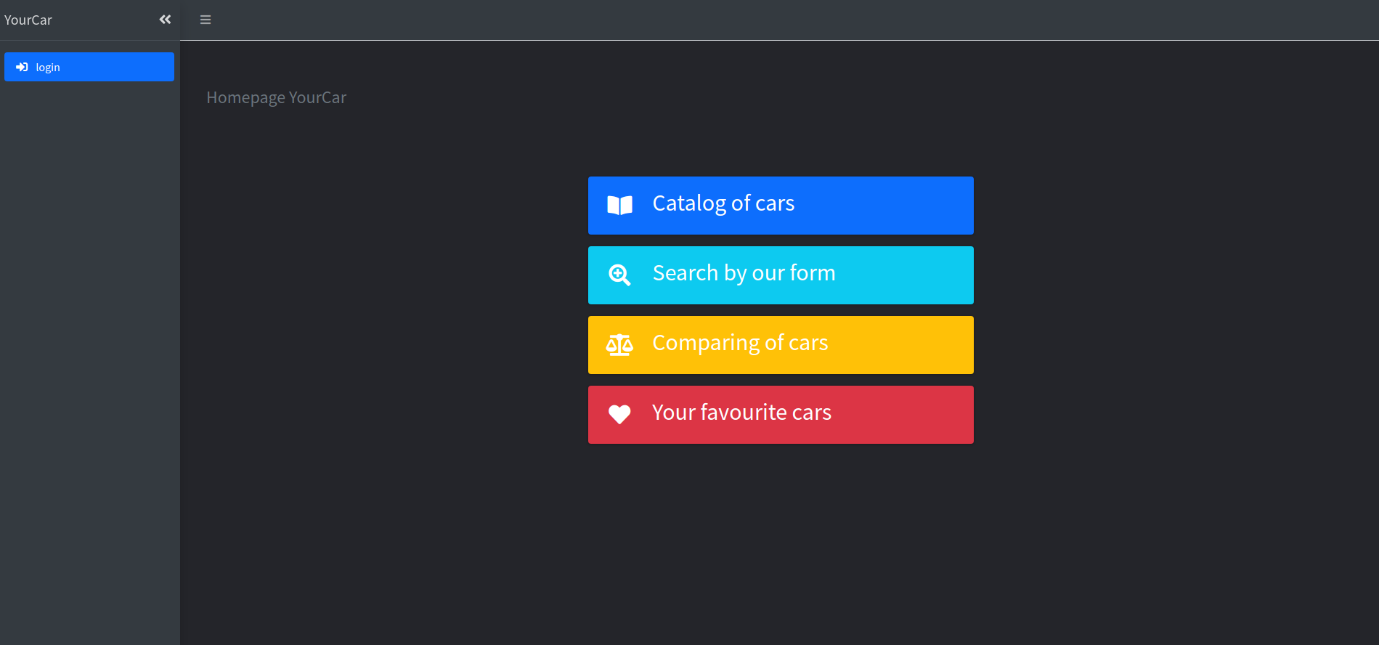 YourCar
login
Homepage YourCar
Catalog of cars
Search by our form
Comparing of cars
Your favourite cars